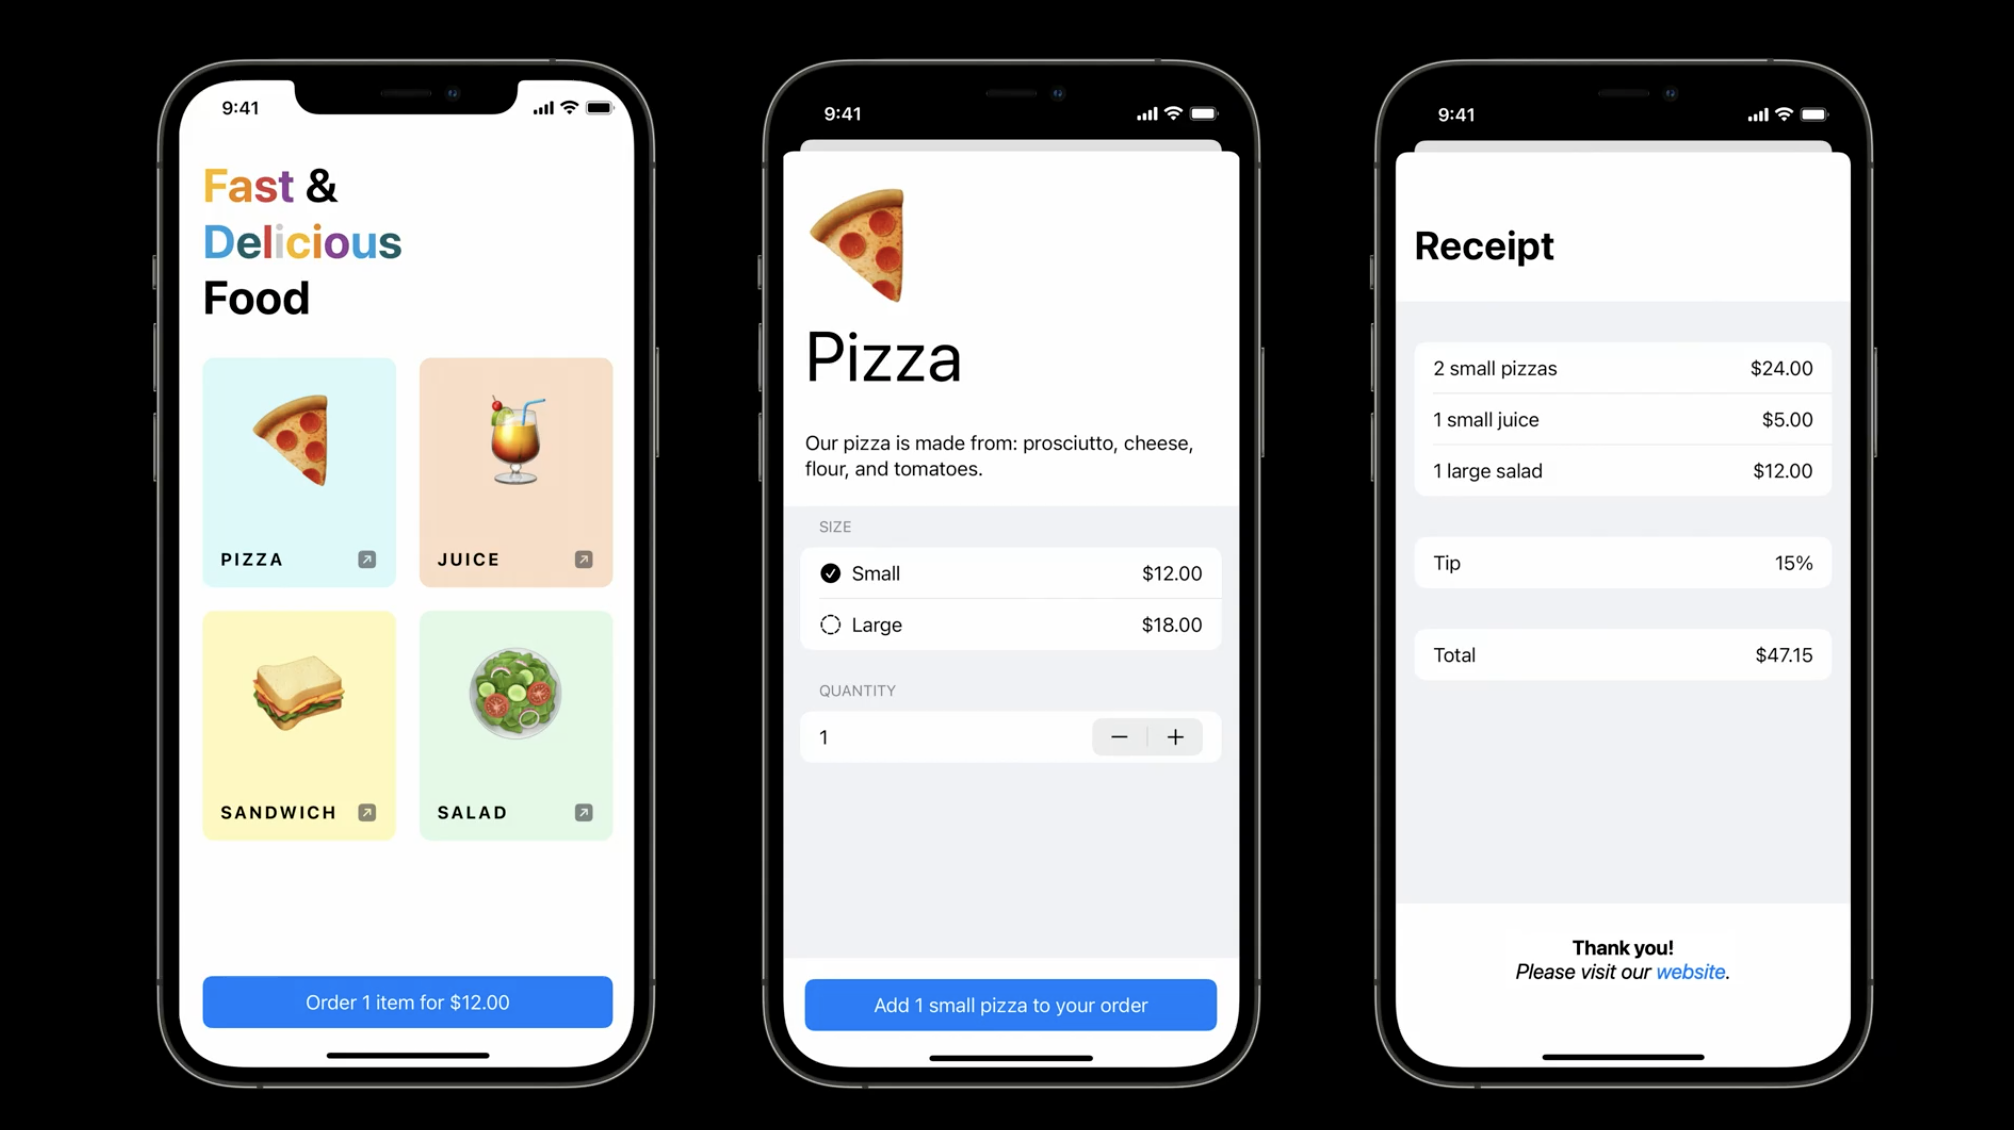 9:41
Fast &
Delicious
Food
PIZZA
JUICE
SANDWICH
SALAD
Order 1 item for $12.00
9:41
Pizza
Our pizza is made from: prosciutto, cheese,
flour, and tomatoes.
SIZE
Small $12.00
Large $18.00
QUANTITY
1
Add 1 small pizza to your order
9:41
Receipt
2 small pizzas $24.00
1 small juice $5.00
1 large salad $12.00
Tip 15%
Total $47.15
Thank you!
Please visit our website.